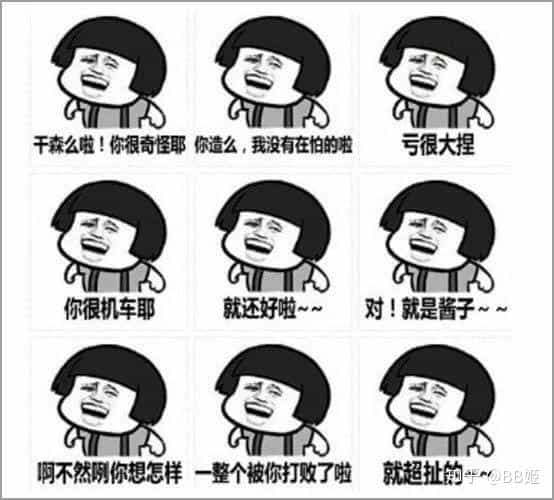 干森么啦！你很奇怪耶
你造么，我没有在怕的啦
亏很大捏
你很机车耶
就还好啦~~
对！就是酱子~~
啊不然咧你想怎样
一整个被你打败了啦
就超扯的~~
知乎 @BB姬